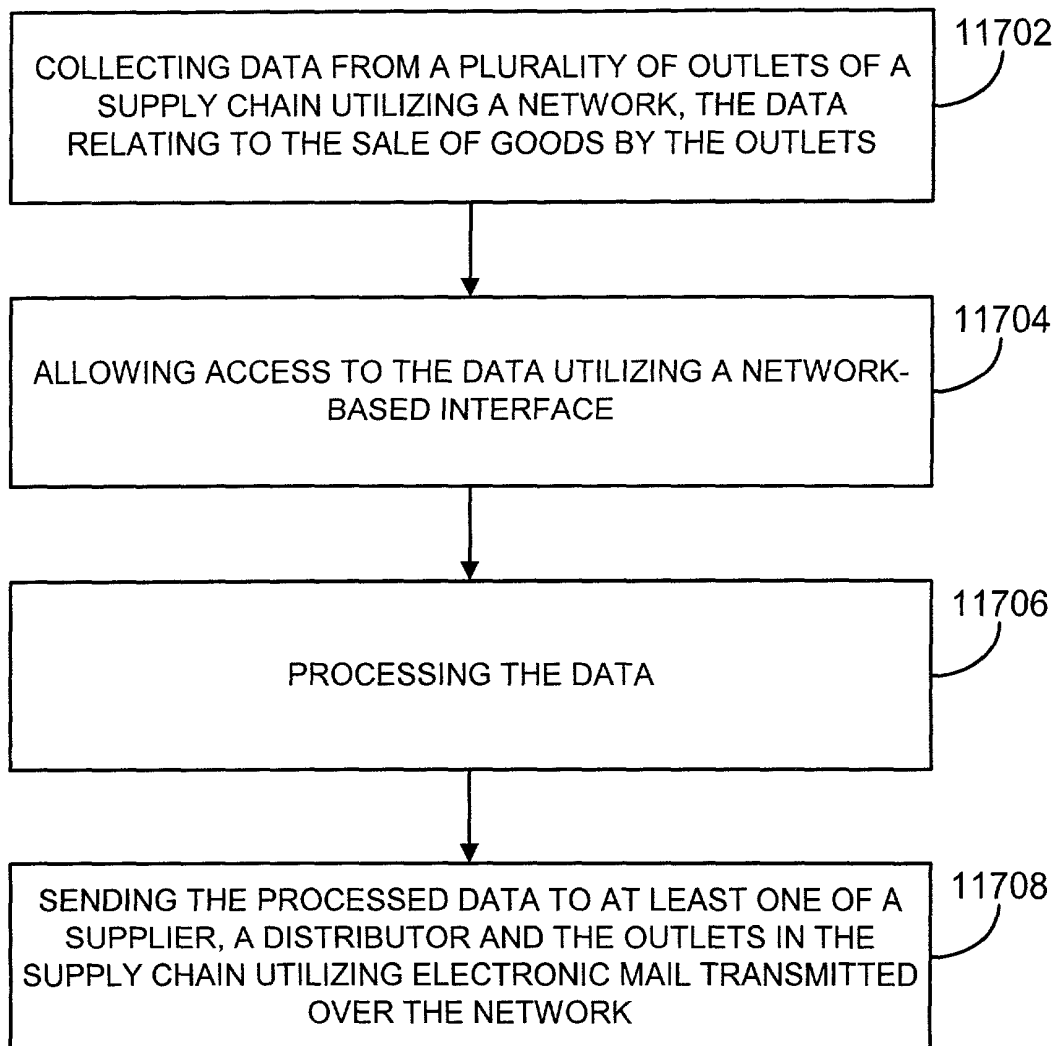 11702
COLLECTING DATA FROM A PLURALITY OF OUTLETS OF A
SUPPLY CHAIN UTILIZING A NETWORK, THE DATA
RELATING TO THE SALE OF GOODS BY THE OUTLETS
11704
ALLOWING ACCESS TO THE DATA UTILIZING A NETWORK-
BASED INTERFACE
11706
PROCESSING THE DATA
11708
SENDING THE PROCESSED DATA TO AT LEAST ONE OF A
SUPPLIER, A DISTRIBUTOR AND THE OUTLETS IN THE
SUPPLY CHAIN UTILIZING ELECTRONIC MAIL TRANSMITTED
OVER THE NETWORK